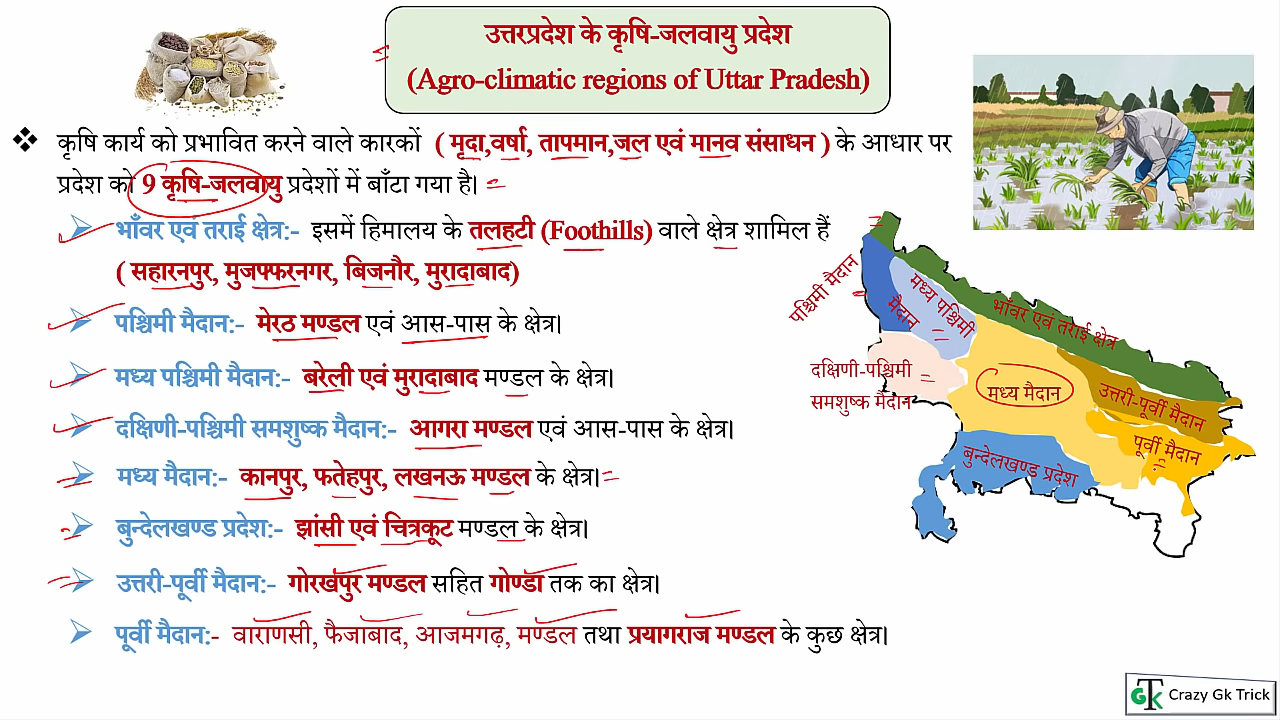 उत्तरप्रदेश के कृषि-जलवायु प्रदेश
(Agro-climatic regions of Uttar Pradesh)
कृषि कार्य को प्रभावित करने वाले कारकों ( मृदा,वर्षा, तापमान,जल एवं मानव संसाधन ) के आधार पर
प्रदेश को 9 कृषि-जलवायु प्रदेशों में बाँटा गया है।
भाँवर एवं तराई क्षेत्र:- इसमें हिमालय के तलहटी (Foothills) वाले क्षेत्र शामिल हैं
( सहारनपुर, मुजफ्फरनगर, बिजनौर, मुरादाबाद)
पश्चिमी मैदान:- मेरठ मण्डल एवं आस-पास के क्षेत्र।
मध्य पश्चिमी मैदान:- बरेली एवं मुरादाबाद मण्डल के क्षेत्र।
दक्षिणी-पश्चिमी समशुष्क मैदान:- आगरा मण्डल एवं आस-पास के क्षेत्र।
मध्य मैदान:- कानपुर, फतेहपुर, लखनऊ मण्डल के क्षेत्र।
बुन्देलखण्ड प्रदेश:- झांसी एवं चित्रकूट मण्डल के क्षेत्र।
उत्तरी-पूर्वी मैदान:- गोरखपुर मण्डल सहित गोण्डा तक का क्षेत्र।
पूर्वी मैदान:- वाराणसी, फैजाबाद, आजमगढ़, मण्डल तथा प्रयागराज मण्डल के कुछ क्षेत्र।
पश्चिमी मैदान
मध्य पश्चिमी
मैदान
भाँवर एवं तराई क्षेत्र
दक्षिणी-पश्चिमी
समशुष्क मैदान
मध्य मैदान
उत्तरी-पूर्वी मैदान
पूर्वी मैदान
बुन्देलखण्ड प्रदेश
GTK Crazy Gk Trick